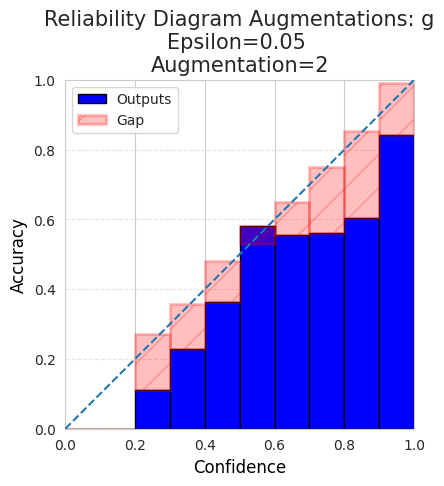 Reliability Diagram Augmentations: g
Epsilon=0.05
Augmentation=2
1.0
0.8
0.6
0.4
0.2
0.0
Accuracy
Outputs
Gap
0.0 0.2 0.4 0.6 0.8 1.0
Confidence